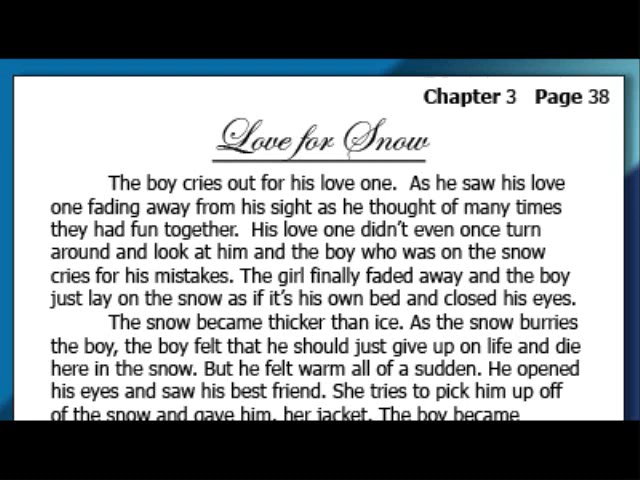 Chapter 3 Page 38
Love for Snow
The boy cries out for his love one. As he saw his love
one fading away from his sight as he thought of many times
they had fun together. His love one didn't even once turn
around and look at him and the boy who was on the snow
cries for his mistakes. The girl finally faded away and the boy
just lay on the snow as if it's his own bed and closed his eyes.
The snow became thicker than ice. As the snow burries
the boy, the boy felt that he should just give up on life and die
here in the snow. But he felt warm all of a sudden. He opened
his eyes and saw his best friend. She tries to pick him up off
of the snow and gave him, her jacket. The boy became